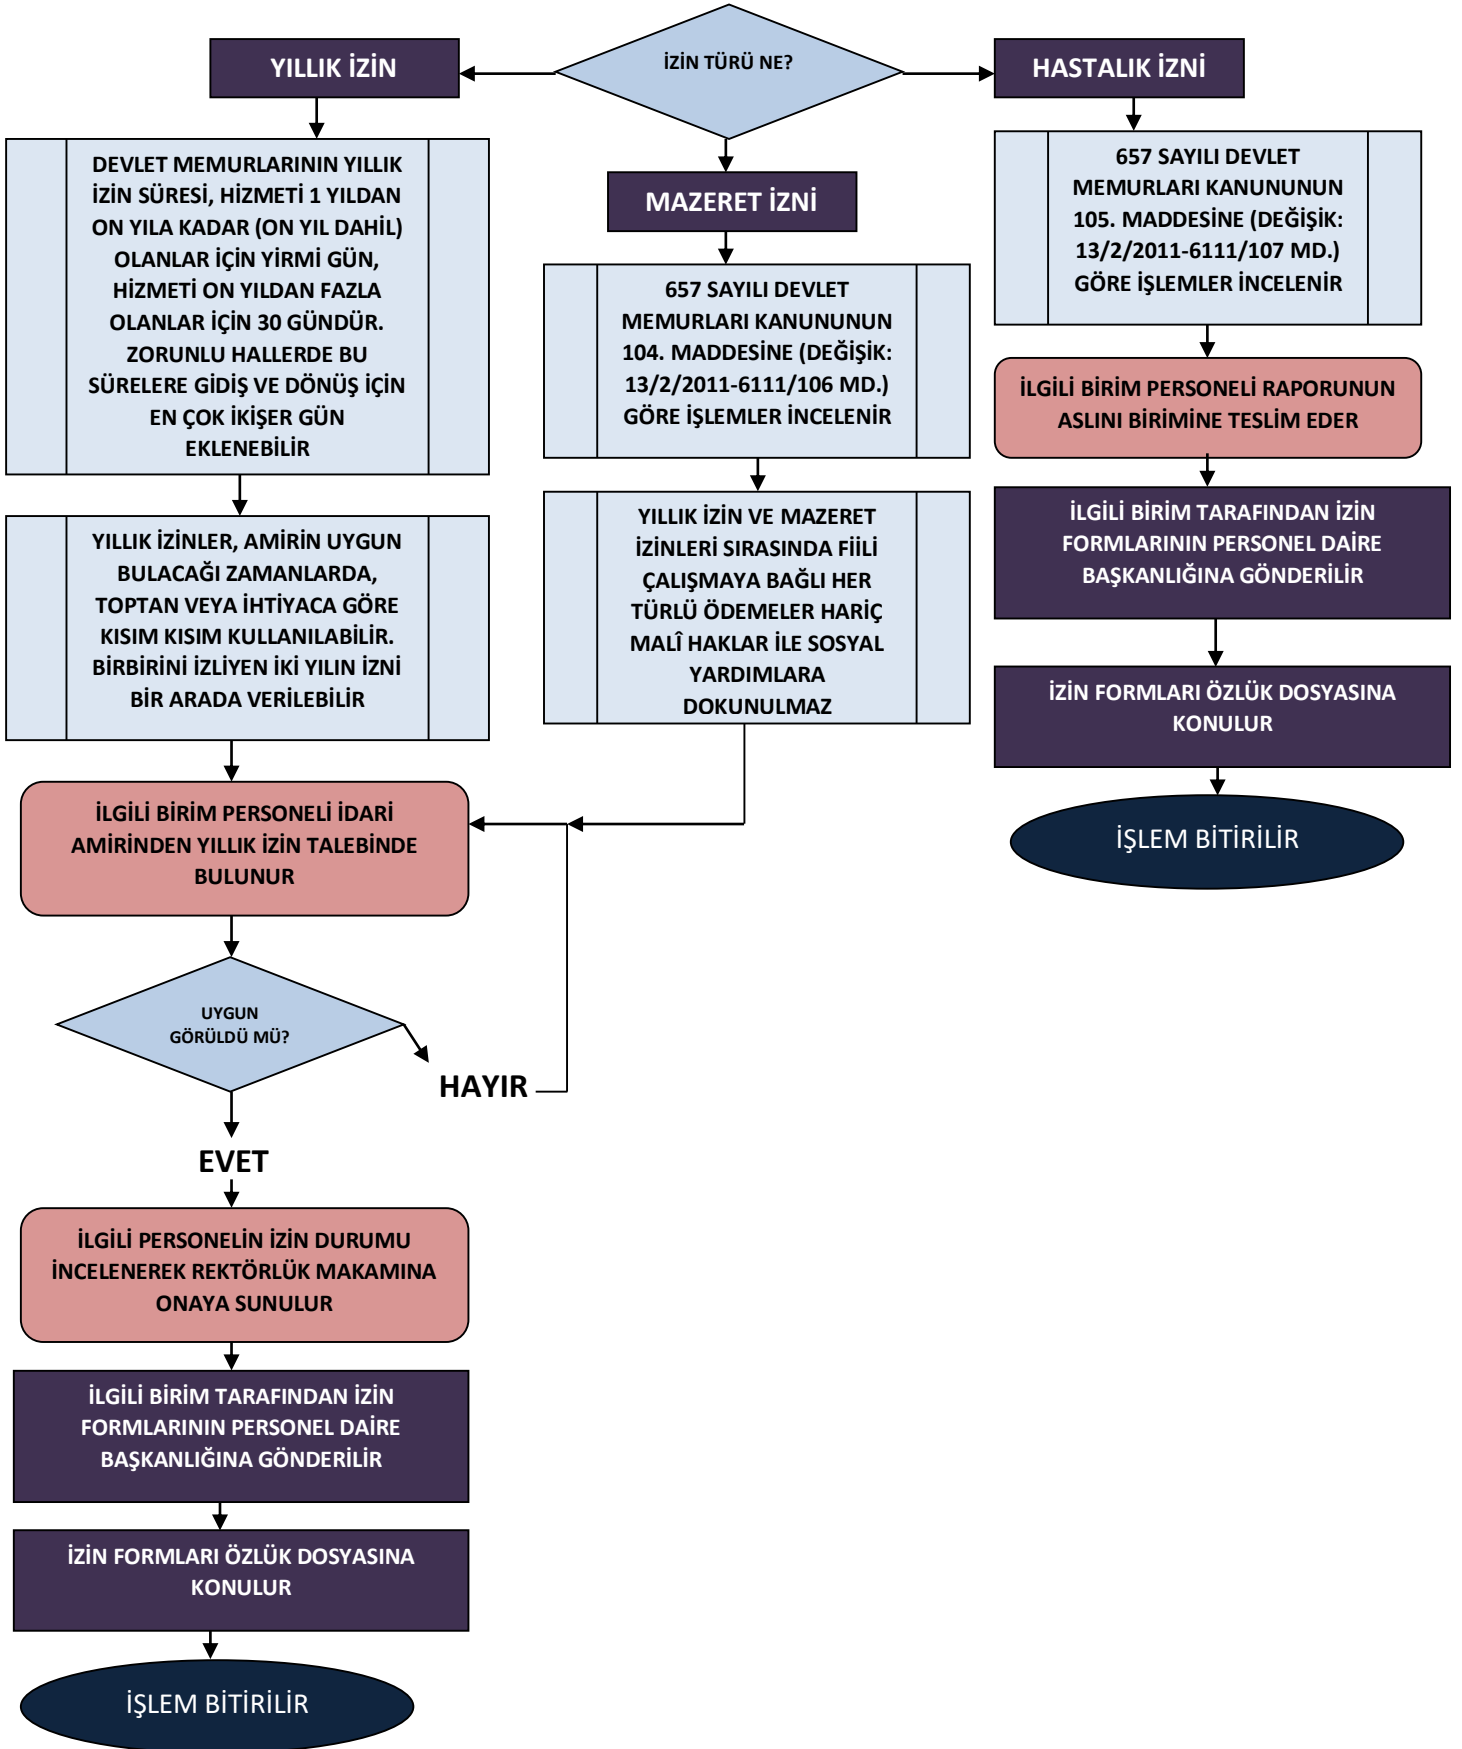 İZİN TÜRÜ NE?
YILLIK İZİN
DEVLET MEMURLARININ YILLIK
İZİN SÜRESİ, HİZMETİ 1 YILDAN
ON YILA KADAR (ON YIL DAHİL)
OLANLAR İÇİN YİRMİ GÜN,
HİZMETİ ON YILDAN FAZLA
OLANLAR İÇİN 30 GÜNDÜR.
ZORUNLU HALLERDE BU
SÜRELERE GİDİŞ VE DÖNÜŞ İÇİN
EN ÇOK İKİŞER GÜN
EKLENEBİLİR
YILLIK İZİNLER, AMİRİN UYGUN
BULACAĞI ZAMANLARDA,
TOPTAN VEYA İHTİYACA GÖRE
KISIM KISIM KULLANILABİLİR.
BİRBİRİNİ İZLİYEN İKİ YILIN İZNİ
BİR ARADA VERİLEBİLİR
MAZERET İZNİ
657 SAYILI DEVLET
MEMURLARI KANUNUNUN
104. MADDESİNE (DEĞİŞİK:
13/2/2011-6111/106 MD.)
GÖRE İŞLEMLER İNCELENİR
YILLIK İZİN VE MAZERET
İZİNLERİ SIRASINDA FİİLİ
ÇALIŞMAYA BAĞLI HER
TÜRLÜ ÖDEMELER HARİÇ
MALÎ HAKLAR İLE SOSYAL
YARDIMLARA
DOKUNULMAZ
HASTALIK İZNİ
657 SAYILI DEVLET
MEMURLARI KANUNUNUN
105. MADDESİNE (DEĞİŞİK:
13/2/2011-6111/107 MD.)
GÖRE İŞLEMLER İNCELENİR
İLGİLİ BİRİM PERSONELİ RAPORUNUN
ASLINI BİRİMİNE TESLİM EDER
İLGİLİ BİRİM TARAFINDAN İZİN
FORMLARININ PERSONEL DAİRE
BAŞKANLIĞINA GÖNDERİLİR
İZİN FORMLARI ÖZLÜK DOSYASINA
KONULUR
İŞLEM BİTİRİLİR
İLGİLİ BİRİM PERSONELİ İDARİ
AMİRİNDEN YILLIK İZİN TALEBİNDE
BULUNUR
UYGUN
GÖRÜLDÜ MÜ?
HAYIR
EVET
İLGİLİ PERSONELİN İZİN DURUMU
İNCELENEREK REKTÖRLÜK MAKAMINA
ONAYA SUNULUR
İLGİLİ BİRİM TARAFINDAN İZİN
FORMLARININ PERSONEL DAİRE
BAŞKANLIĞINA GÖNDERİLİR
İZİN FORMLARI ÖZLÜK DOSYASINA
KONULUR
İŞLEM BİTİRİLİR